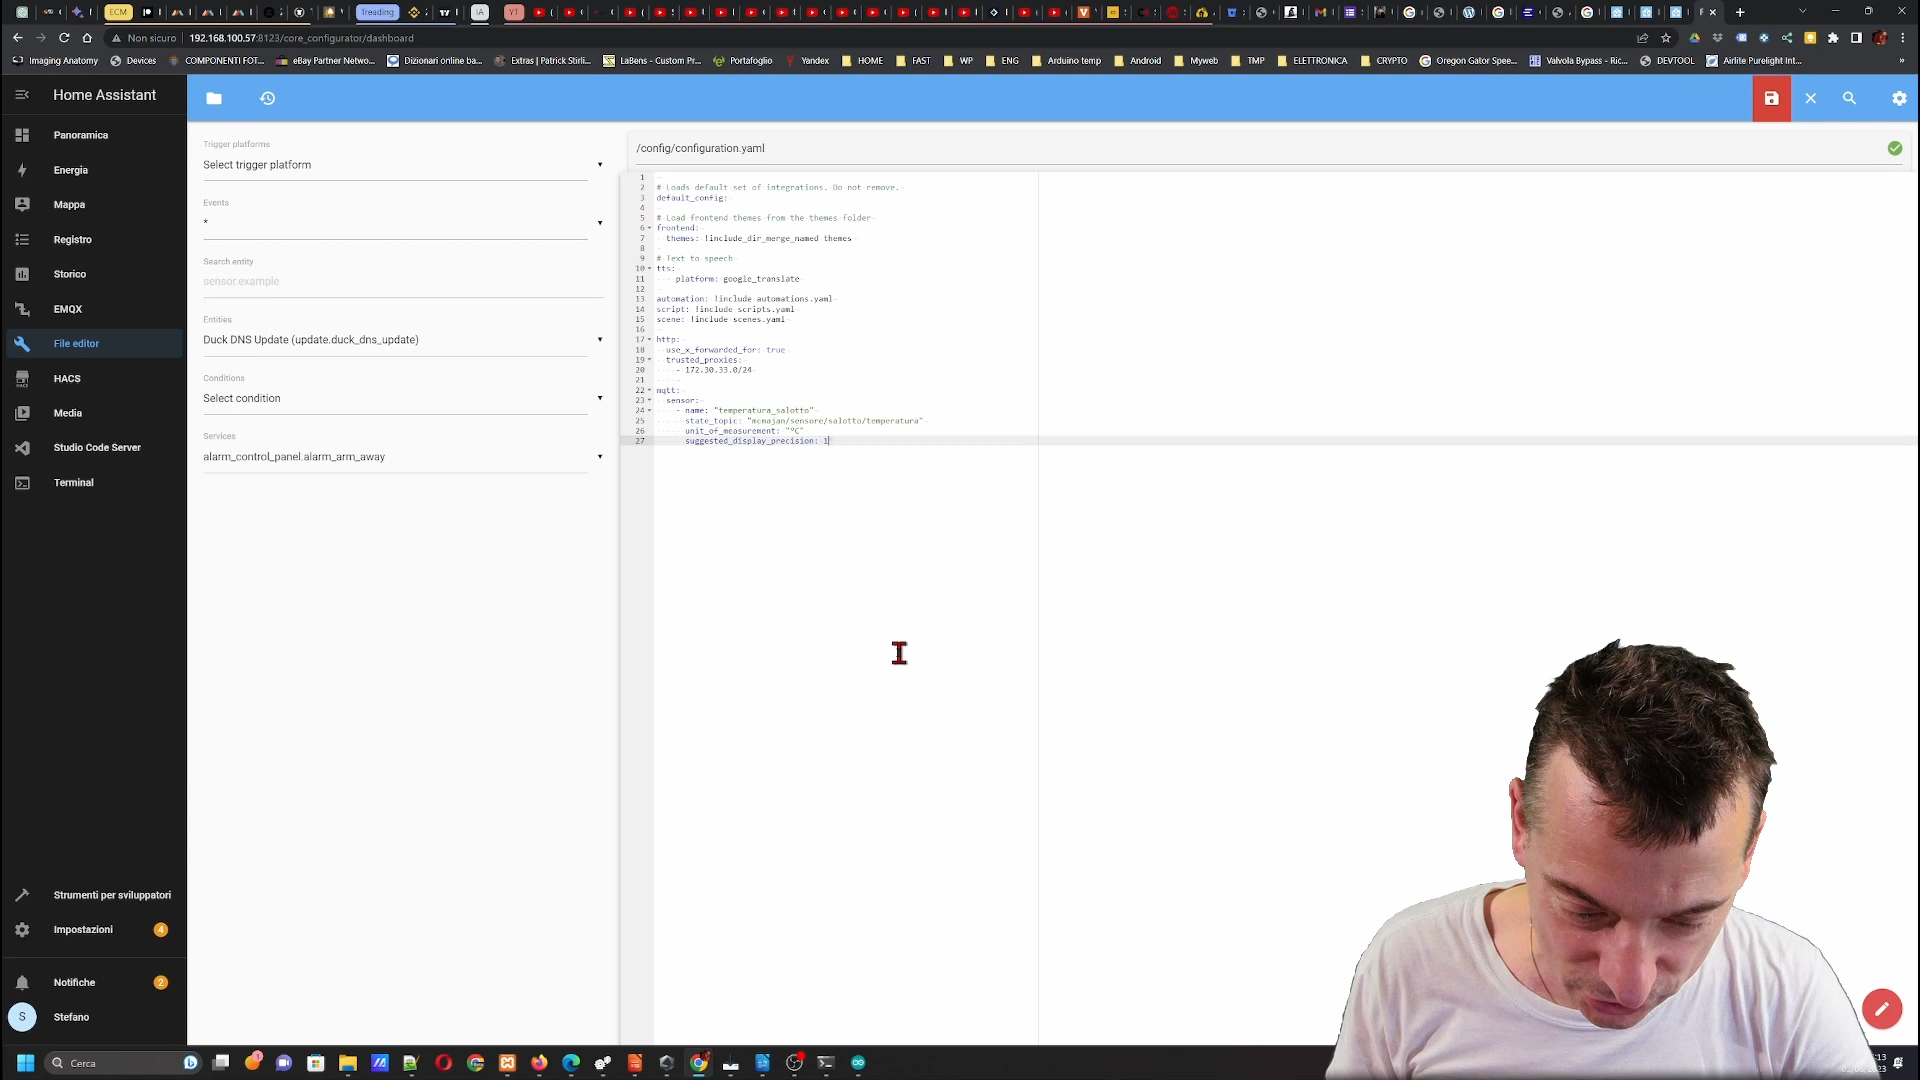 ECM
Treading
IA
YT
Non sicuro
192.168.100.57:8123/core_configurator/dashboard
Imaging Anatomy
Devices
COMPONENTI FOT...
eBay Partner Netwo...
Dizionari online ba...
Extras | Patrick Stirli...
LaBens - Custom Pr...
Portafoglio
Yandex
HOME
FAST
WP
ENG
Arduino temp
Android
Myweb
TMP
ELETTRONICA
CRYPTO
Oregon Gator Spee...
Valvola Bypass - Ric...
DEVTOOL
Airlite Purelight Int...
»
Home Assistant
Panoramica
Energia
Mappa
Registro
Storico
EMQX
File editor
HACS
Media
Studio Code Server
Terminal
Strumenti per sviluppatori
Impostazioni 4
Notifiche 2
S Stefano
Trigger platforms
Select trigger platform
Events
*
Search entity
sensor.example
Entities
Duck DNS Update (update.duck_dns_update)
Conditions
Select condition
Services
alarm_control_panel.alarm_arm_away
/config/configuration.yaml
1
2 # Loads default set of integrations. Do not remove.
3 default_config:
4
5 # Load frontend themes from the themes folder
6 frontend:
7 themes: !include_dir_merge_named themes
8
9 # Text to speech
10 tts:
11 - platform: google_translate
12
13 automation: !include automations.yaml
14 script: !include scripts.yaml
15 scene: !include scenes.yaml
16
17 http:
18 use_x_forwarded_for: true
19 trusted_proxies:
20 - 172.30.33.0/24
21
22 mqtt:
23 sensor:
24 - name: "temperatura_salotto"
25 state_topic: "mcmajan/sensore/salotto/temperatura"
26 unit_of_measurement: "°C"
27 suggested_display_precision: 1
Cerca